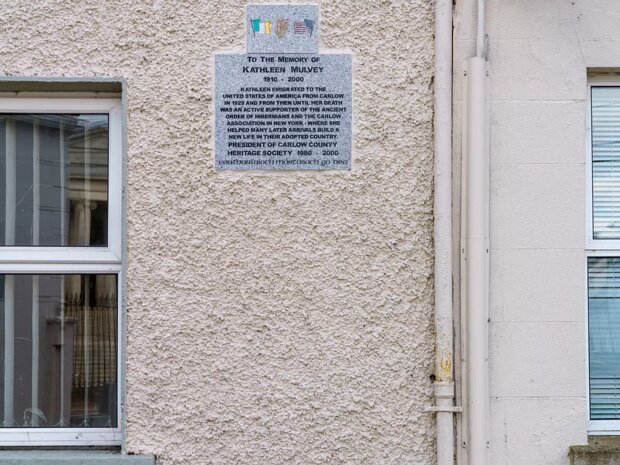 To The Memory of
Kathleen Mulvey
1910 - 2000
Kathleen emigrated to the
United States of America from Carlow
in 1929 and from then until her death
was an active supporter of the Ancient
Order of Hibernians and the Carlow
Association in New York - where she
helped many later arrivals build a
new life in their adopted country.
President of Carlow County
Heritage Society 1980 - 2000